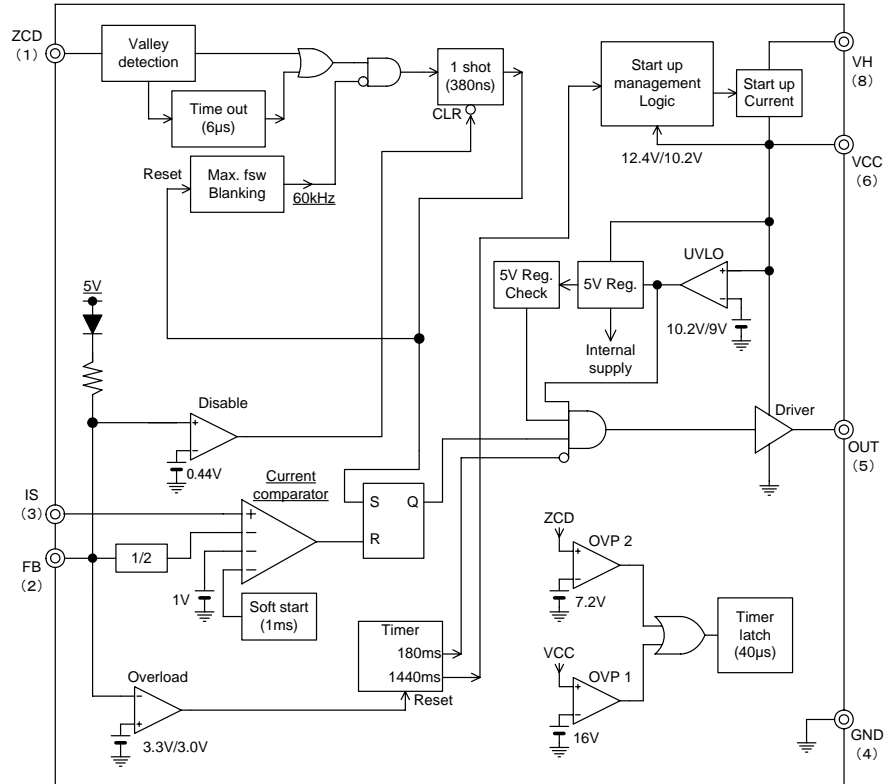 ZCD
(1)
Valley
detection
Time out
(6μs)
1 shot
(380ns)
CLR
Start up
management
Logic
Start up
Current
VH
(8)
12.4V/10.2V
VCC
(6)
Reset
Max. fsw
Blanking
60kHz
UVLO
5V Reg.
Check
5V Reg.
10.2V/9V
Internal
supply
5V
Disable
0.44V
Driver
OUT
(5)
IS
(3)
Current
comparator
S
Q
R
FB
(2)
1/2
1V
Soft start
(1ms)
ZCD
OVP 2
7.2V
Timer
180ms
1440ms
Reset
Timer
latch
(40μs)
VCC
OVP 1
16V
Overload
3.3V/3.0V
GND
(4)